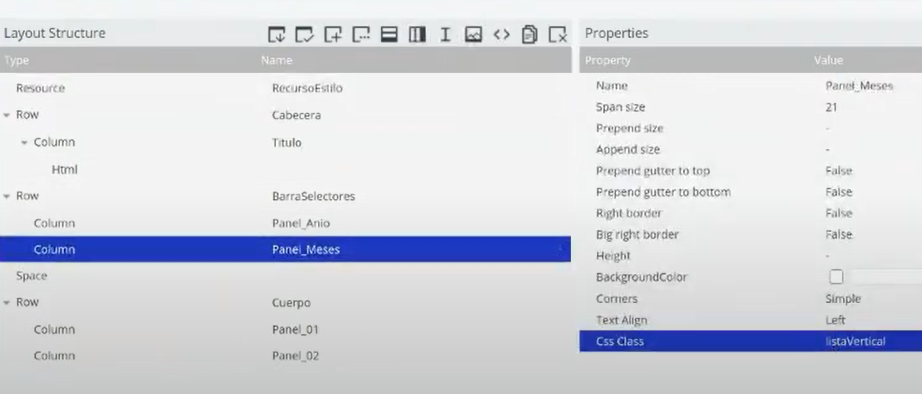 Layout Structure
Type Name
Resource RecursoEstilo
Row Cabecera
Column Titulo
Html
Row BarraSelectores
Column Panel_Anio
Column Panel_Meses
Space
Row Cuerpo
Column Panel_01
Column Panel_02
Properties
Property Value
Name Panel_Meses
Span size 21
Prepend size -
Append size -
Prepend gutter to top False
Prepend gutter to bottom False
Right border False
Big right border False
Height -
BackgroundColor
Corners Simple
Text Align Left
Css Class listaVertical